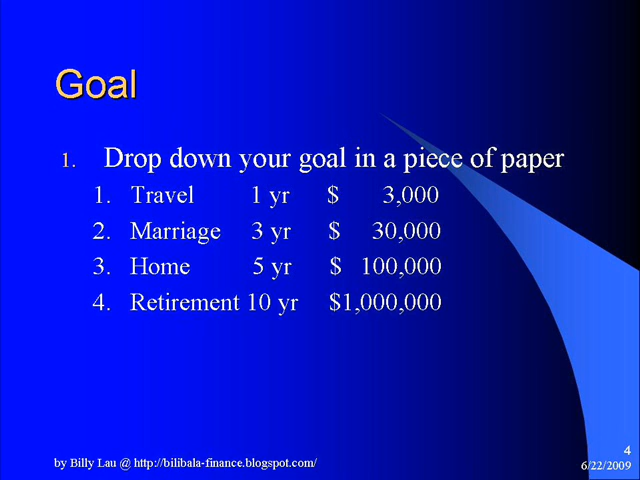 Goal
1. Drop down your goal in a piece of paper
1. Travel 1 yr $ 3,000
2. Marriage 3 yr $ 30,000
3. Home 5 yr $ 100,000
4. Retirement 10 yr $1,000,000
4
by Billy Lau @ http://bilibala-finance.blogspot.com/ 6/22/2009